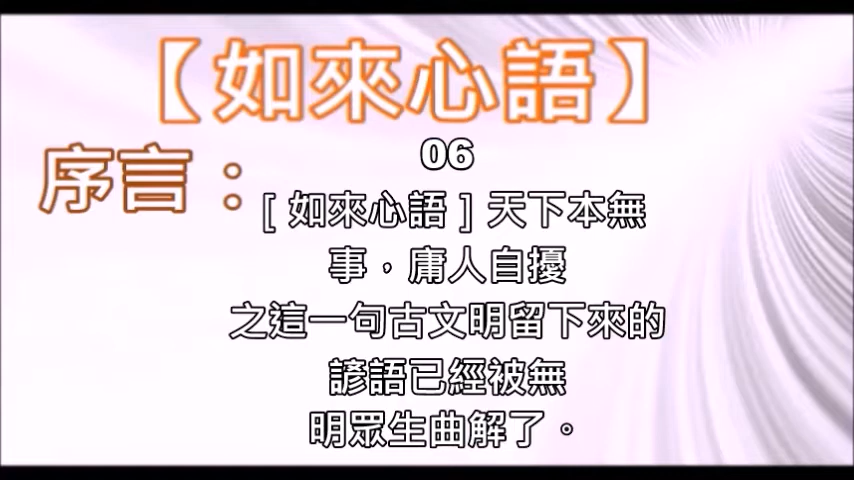 【如來心語】
06
序言：
[ 如來心語 ] 天下本無
事，庸人自擾
之這一句古文明留下來的
諺語已經被無
明眾生曲解了。